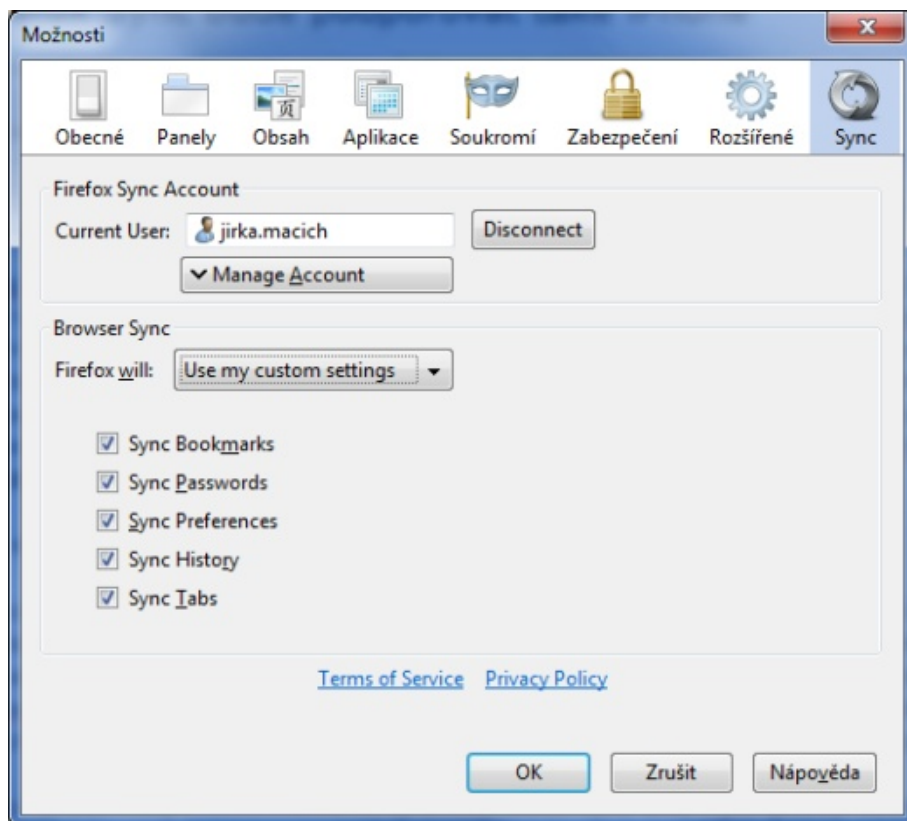 Možnosti
Obecné Panely Obsah Aplikace Soukromí Zabezpečení Rozšířené Sync
Firefox Sync Account
Current User: jirka.macich Disconnect
Manage Account
Browser Sync
Firefox will: Use my custom settings
Sync Bookmarks
Sync Passwords
Sync Preferences
Sync History
Sync Tabs
Terms of Service Privacy Policy
OK Zrušit Nápověda